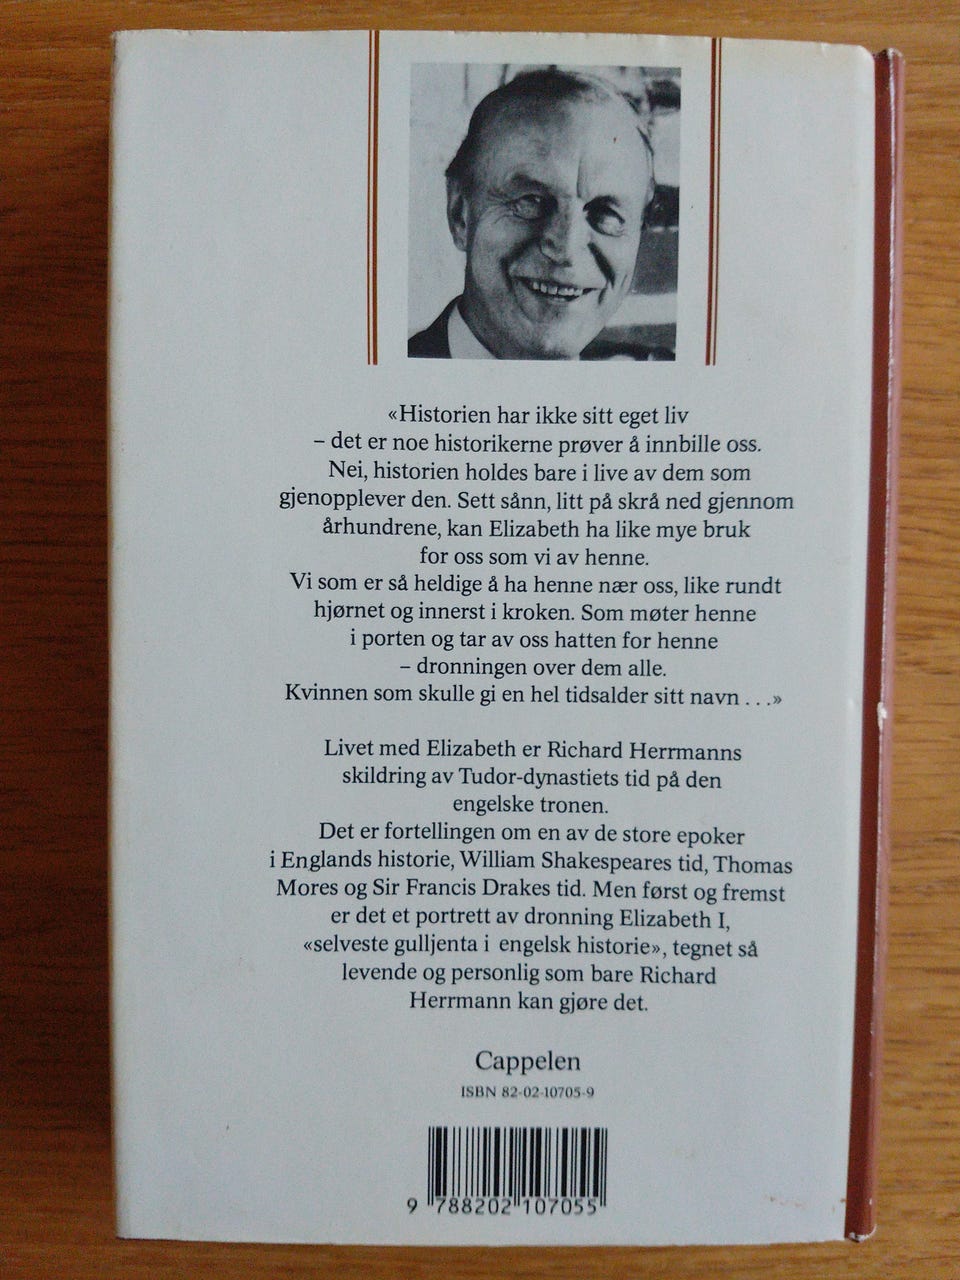 «Historien har ikke sitt eget liv
– det er noe historikerne prøver å innbille oss.
Nei, historien holdes bare i live av dem som
gjenopplever den. Sett sånn, litt på skrå ned gjennom
århundrene, kan Elizabeth ha like mye bruk
for oss som vi av henne.
Vi som er så heldige å ha henne nær oss, like rundt
hjørnet og innerst i kroken. Som møter henne
i porten og tar av oss hatten for henne
– dronningen over dem alle.
Kvinnen som skulle gi en hel tidsalder sitt navn . . .»
Livet med Elizabeth er Richard Herrmanns
skildring av Tudor-dynastiets tid på den
engelske tronen.
Det er fortellingen om en av de store epoker
i Englands historie, William Shakespeares tid, Thomas
Mores og Sir Francis Drakes tid. Men først og fremst
er det et portrett av dronning Elizabeth I,
«selveste gulljenta i engelsk historie», tegnet så
levende og personlig som bare Richard
Herrmann kan gjøre det.
Cappelen
ISBN 82-02-10705-9
9 788202 107055